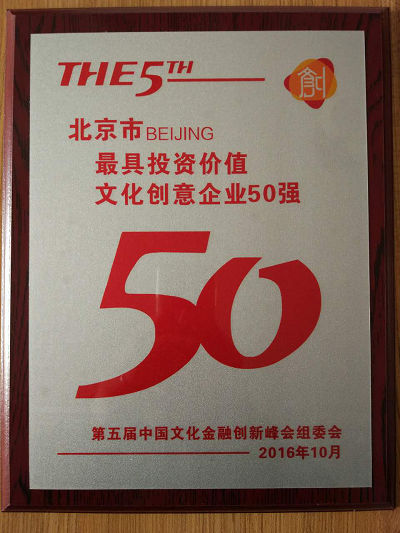 THE5TH
創
北京市BEIJING
最具投资价值
文化创意企业50强
50
第五届中国文化金融创新峰会组委会
2016年10月